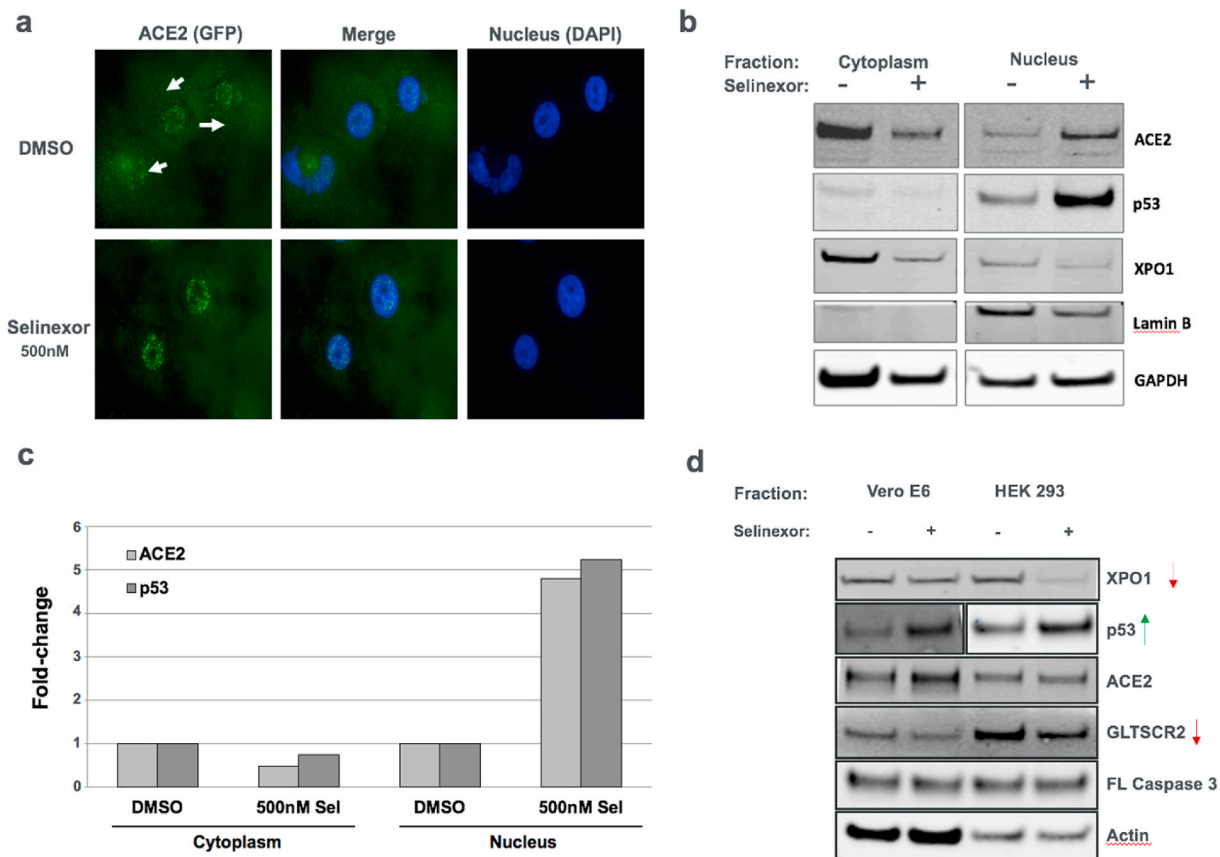 a
ACE2 (GFP) Merge Nucleus (DAPI)
DMSO
Selinexor
500nM
b
Fraction: Cytoplasm Nucleus
Selinexor: - + - +
ACE2
p53
XPO1
Lamin B
GAPDH
c
Fold-change
6
5
4
3
2
1
0
ACE2
p53
DMSO 500nM Sel DMSO 500nM Sel
Cytoplasm Nucleus
d
Fraction: Vero E6 HEK 293
Selinexor: - + - +
XPO1
p53
ACE2
GLTSCR2
FL Caspase 3
Actin